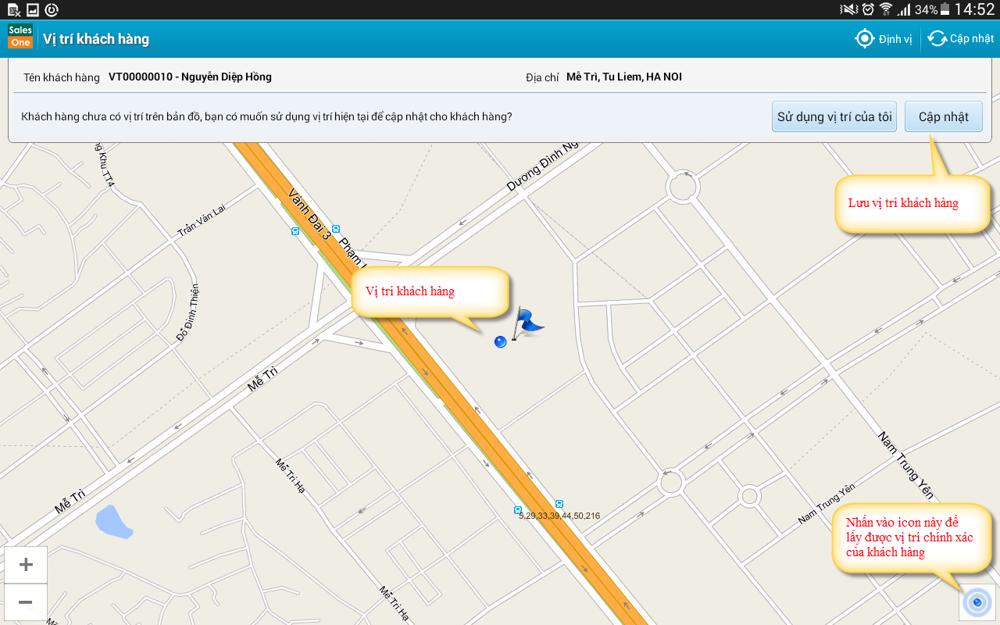 34% 14:52
Sales
One
Vị trí khách hàng
Định vị
Cập nhật
Tên khách hàng VT00000010 - Nguyễn Diệp Hồng
Địa chỉ Mễ Trì, Tu Liem, HA NOI
Khách hàng chưa có vị trí trên bản đồ, bạn có muốn sử dụng vị trí hiện tại để cập nhật cho khách hàng?
Sử dụng vị trí của tôi
Cập nhật
Khu TT4
Dương Đình
Lưu vị trí khách hàng
Trần Văn Lai
Vành Đai 3
Phạm
Vị trí khách hàng
Đỗ Đình Thiện
Mễ Trì
Nam Trung Yên
Mễ Trì Hạ
Mễ Trì
Nam Trung Yên
5,29,33,39,44,50,216
Nhấn vào icon này để
lấy được vị trí chính xác
của khách hàng
+
Mễ Trì Hạ
−